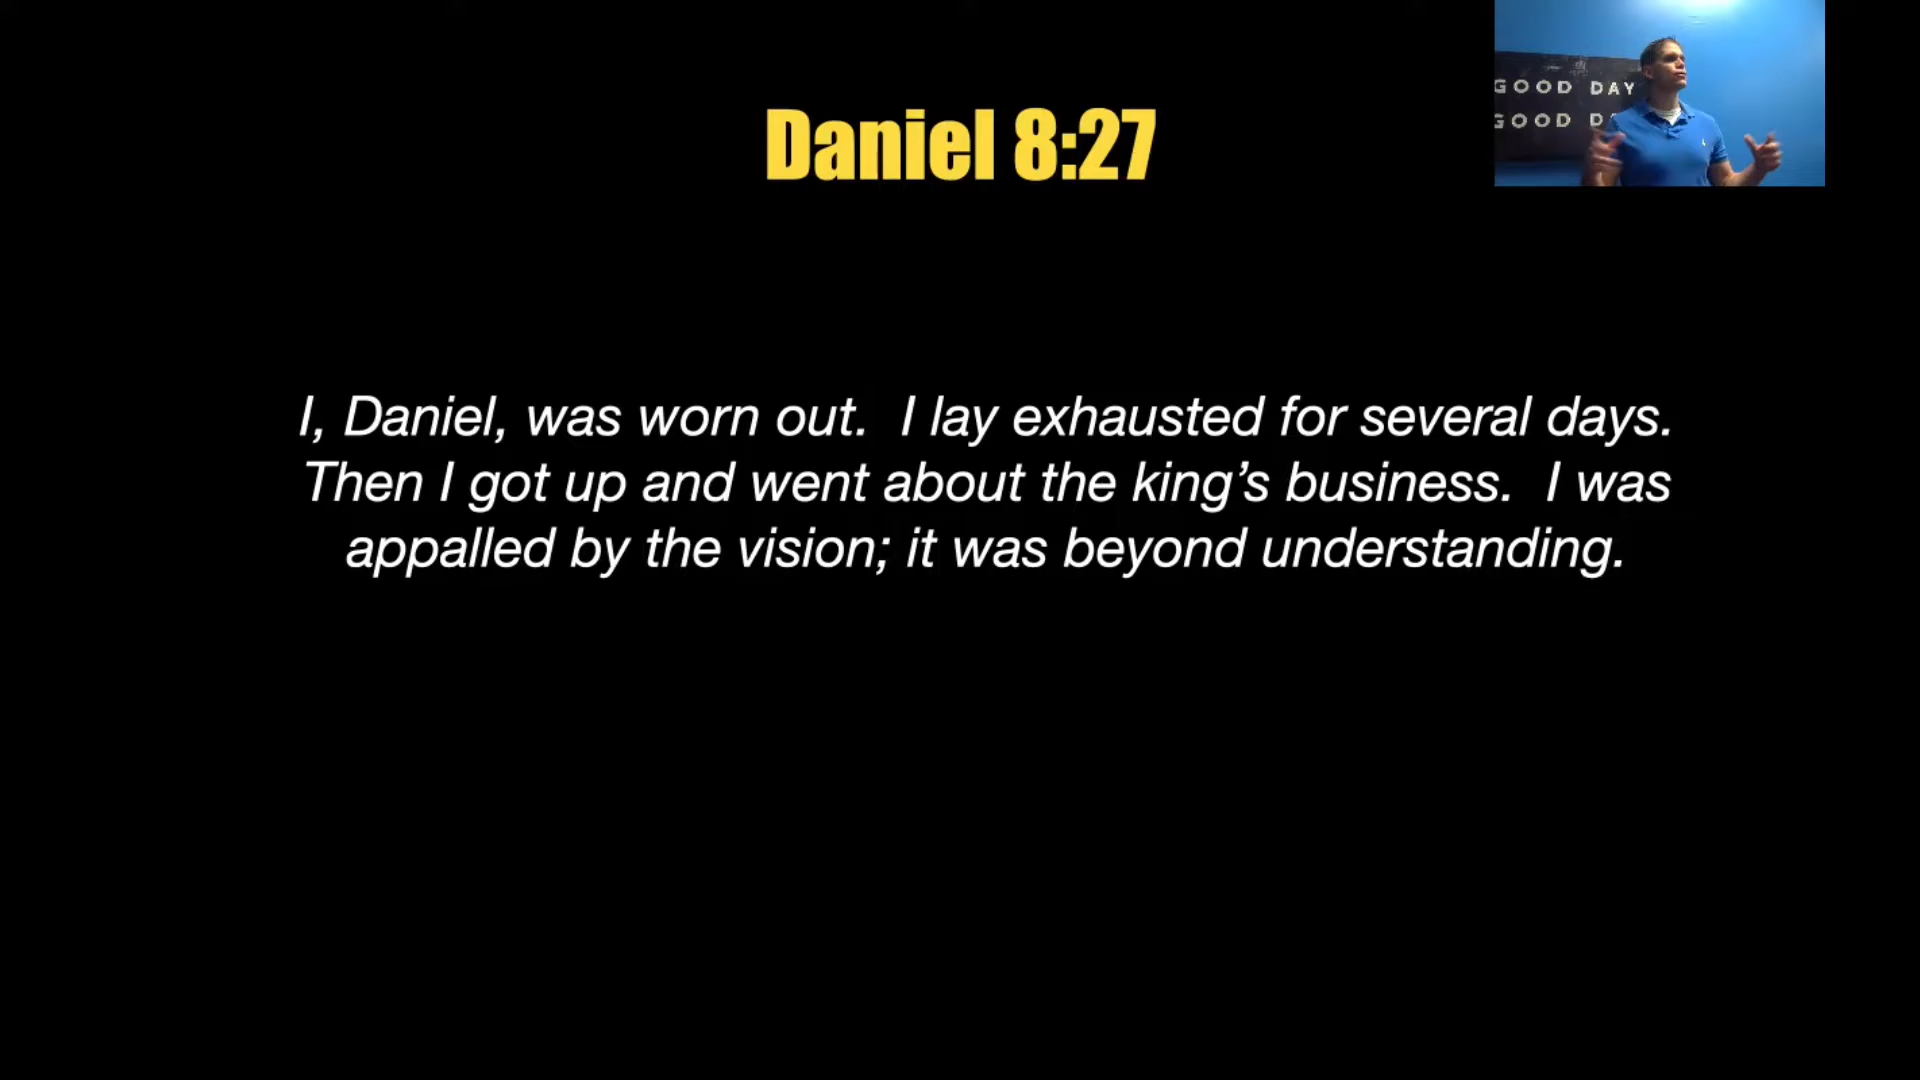 Daniel 8:27
GOOD DAY
GOOD
I, Daniel, was worn out.  I lay exhausted for several days.
Then I got up and went about the king’s business.  I was
appalled by the vision; it was beyond understanding.